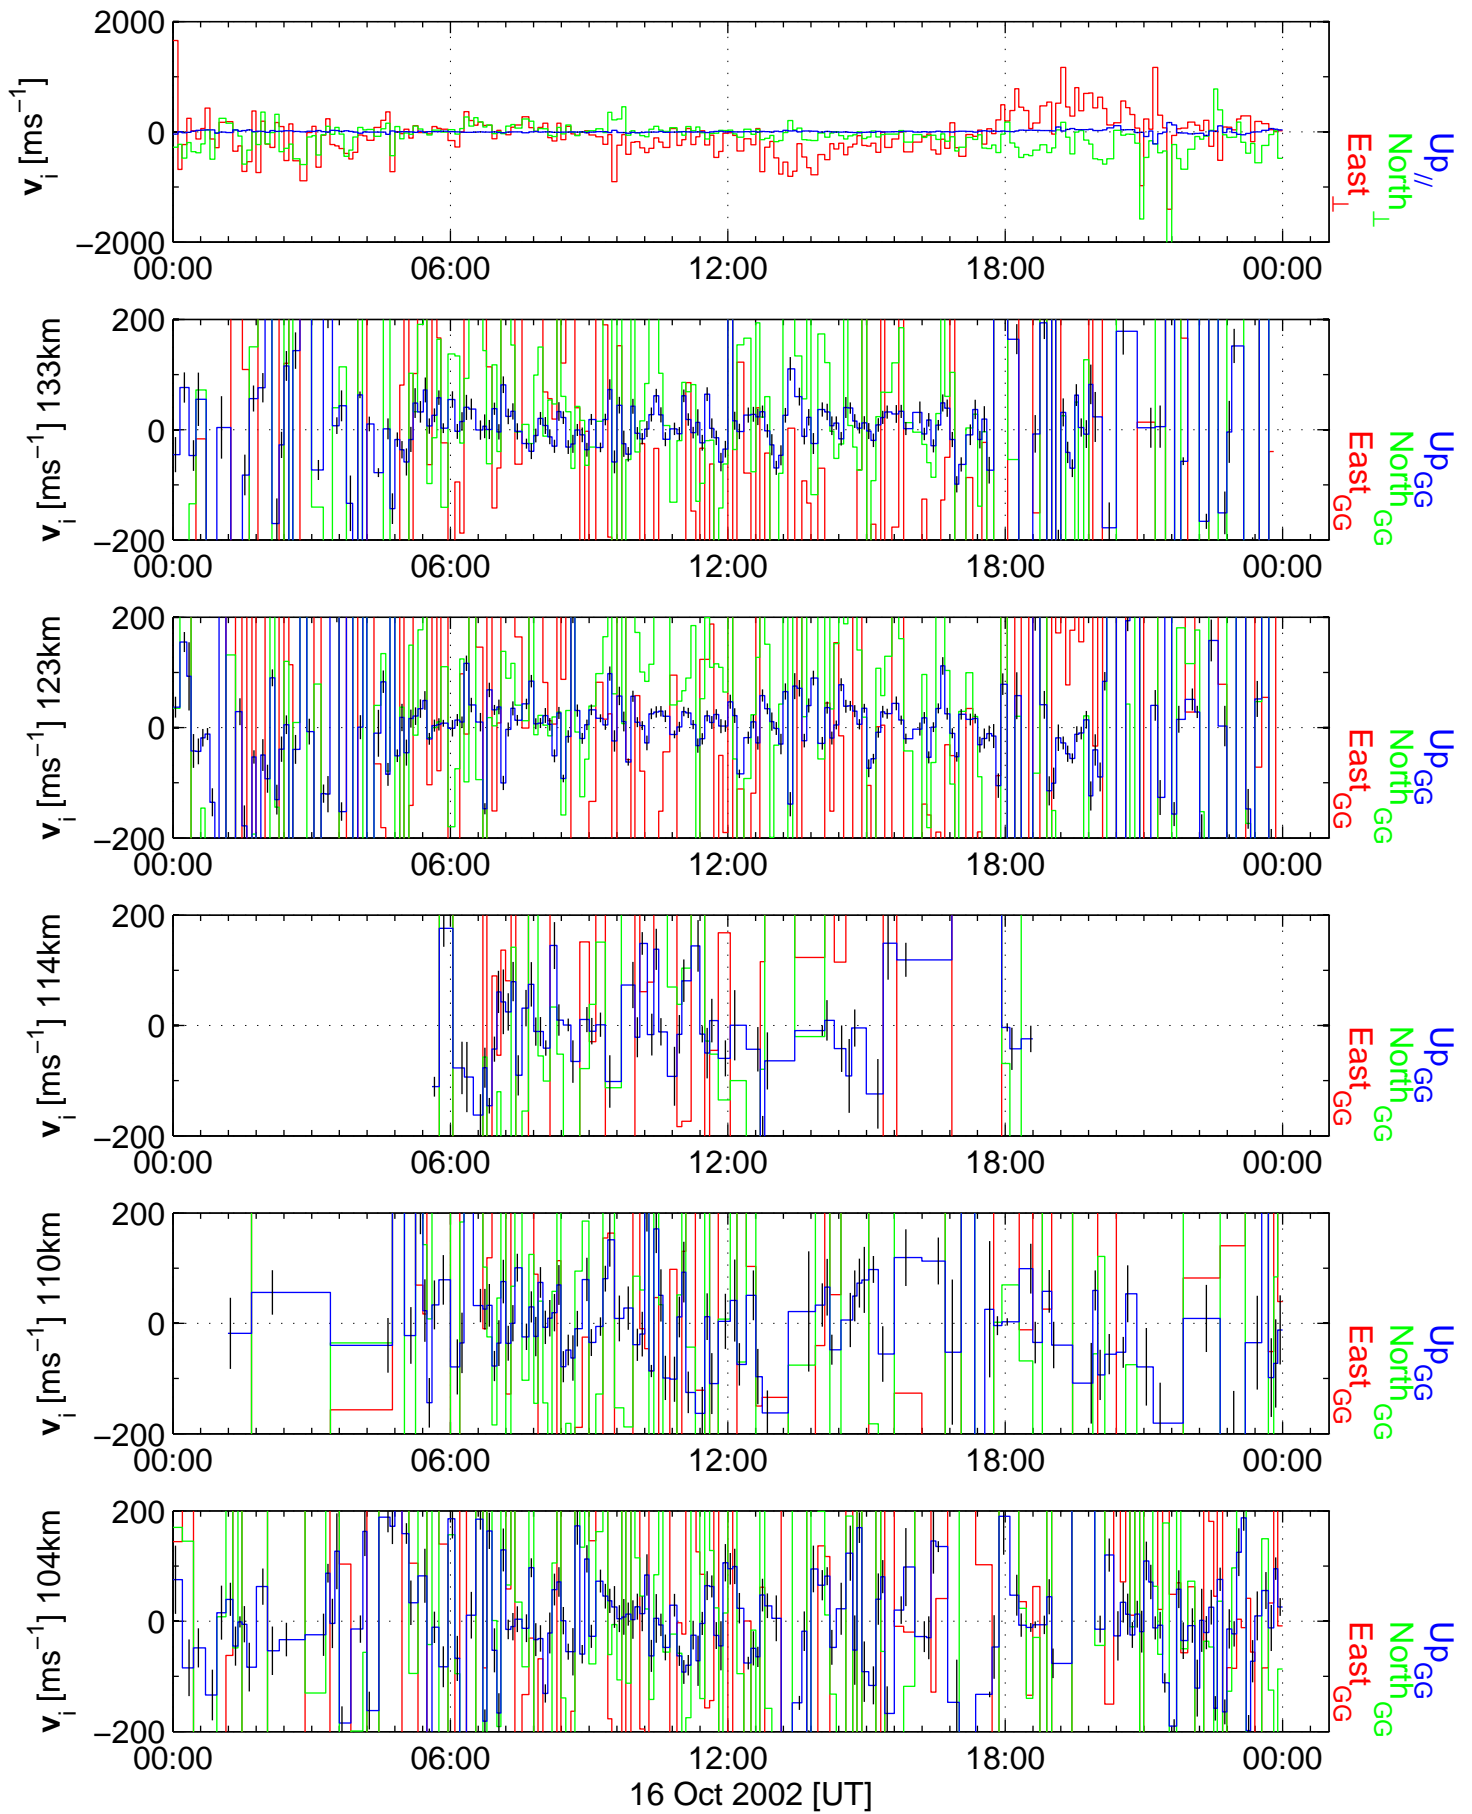 2000
0
−2000
v_i [ms^−1]
00:00 06:00 12:00 18:00 00:00
East_⊥
North_⊥
Up_//
200
0
−200
v_i [ms^−1] 133km
00:00 06:00 12:00 18:00 00:00
East_GG
North_GG
Up_GG
200
0
−200
v_i [ms^−1] 123km
00:00 06:00 12:00 18:00 00:00
East_GG
North_GG
Up_GG
200
0
−200
v_i [ms^−1] 114km
00:00 06:00 12:00 18:00 00:00
East_GG
North_GG
Up_GG
200
0
−200
v_i [ms^−1] 110km
00:00 06:00 12:00 18:00 00:00
East_GG
North_GG
Up_GG
200
0
−200
v_i [ms^−1] 104km
00:00 06:00 12:00 18:00 00:00
East_GG
North_GG
Up_GG
16 Oct 2002 [UT]